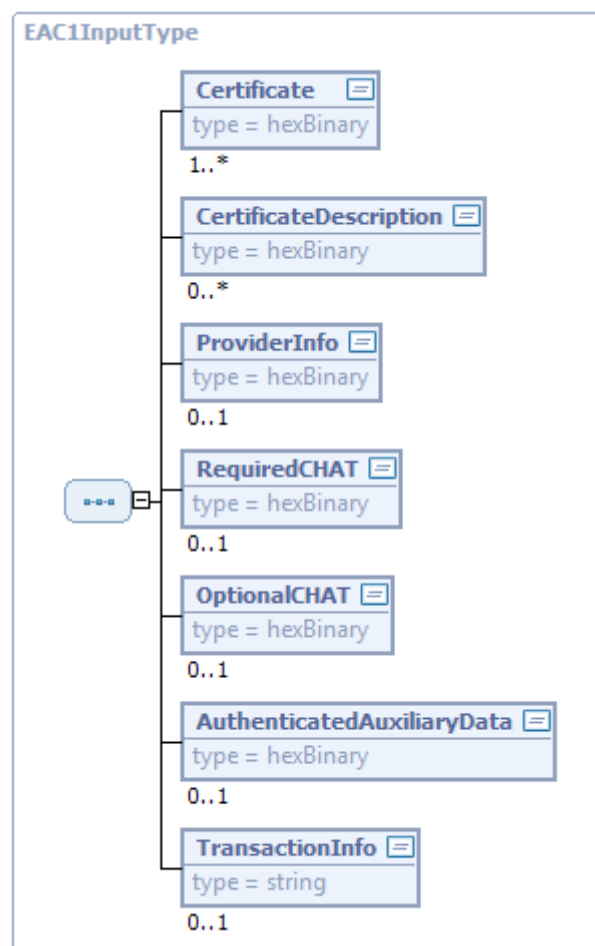 EAC1InputType
Certificate
type = hexBinary
1..*
CertificateDescription
type = hexBinary
0..*
ProviderInfo
type = hexBinary
0..1
RequiredCHAT
type = hexBinary
0..1
OptionalCHAT
type = hexBinary
0..1
AuthenticatedAuxiliaryData
type = hexBinary
0..1
TransactionInfo
type = string
0..1